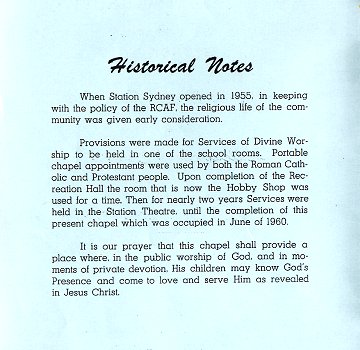 Historical Notes
When Station Sydney opened in 1955, in keeping
with the policy of the RCAF, the religious life of the com-
munity was given early consideration.
Provisions were made for Services of Divine Wor-
ship to be held in one of the school rooms. Portable
chapel appointments were used by both the Roman Cath-
olic and Protestant people. Upon completion of the Rec-
reation Hall the room that is now the Hobby Shop was
used for a time. Then for nearly two years Services were
held in the Station Theatre, until the completion of this
present chapel which was occupied in June of 1960.
It is our prayer that this chapel shall provide a
place where, in the public worship of God, and in mo-
ments of private devotion, His children may know God's
Presence and come to love and serve Him as revealed
in Jesus Christ.